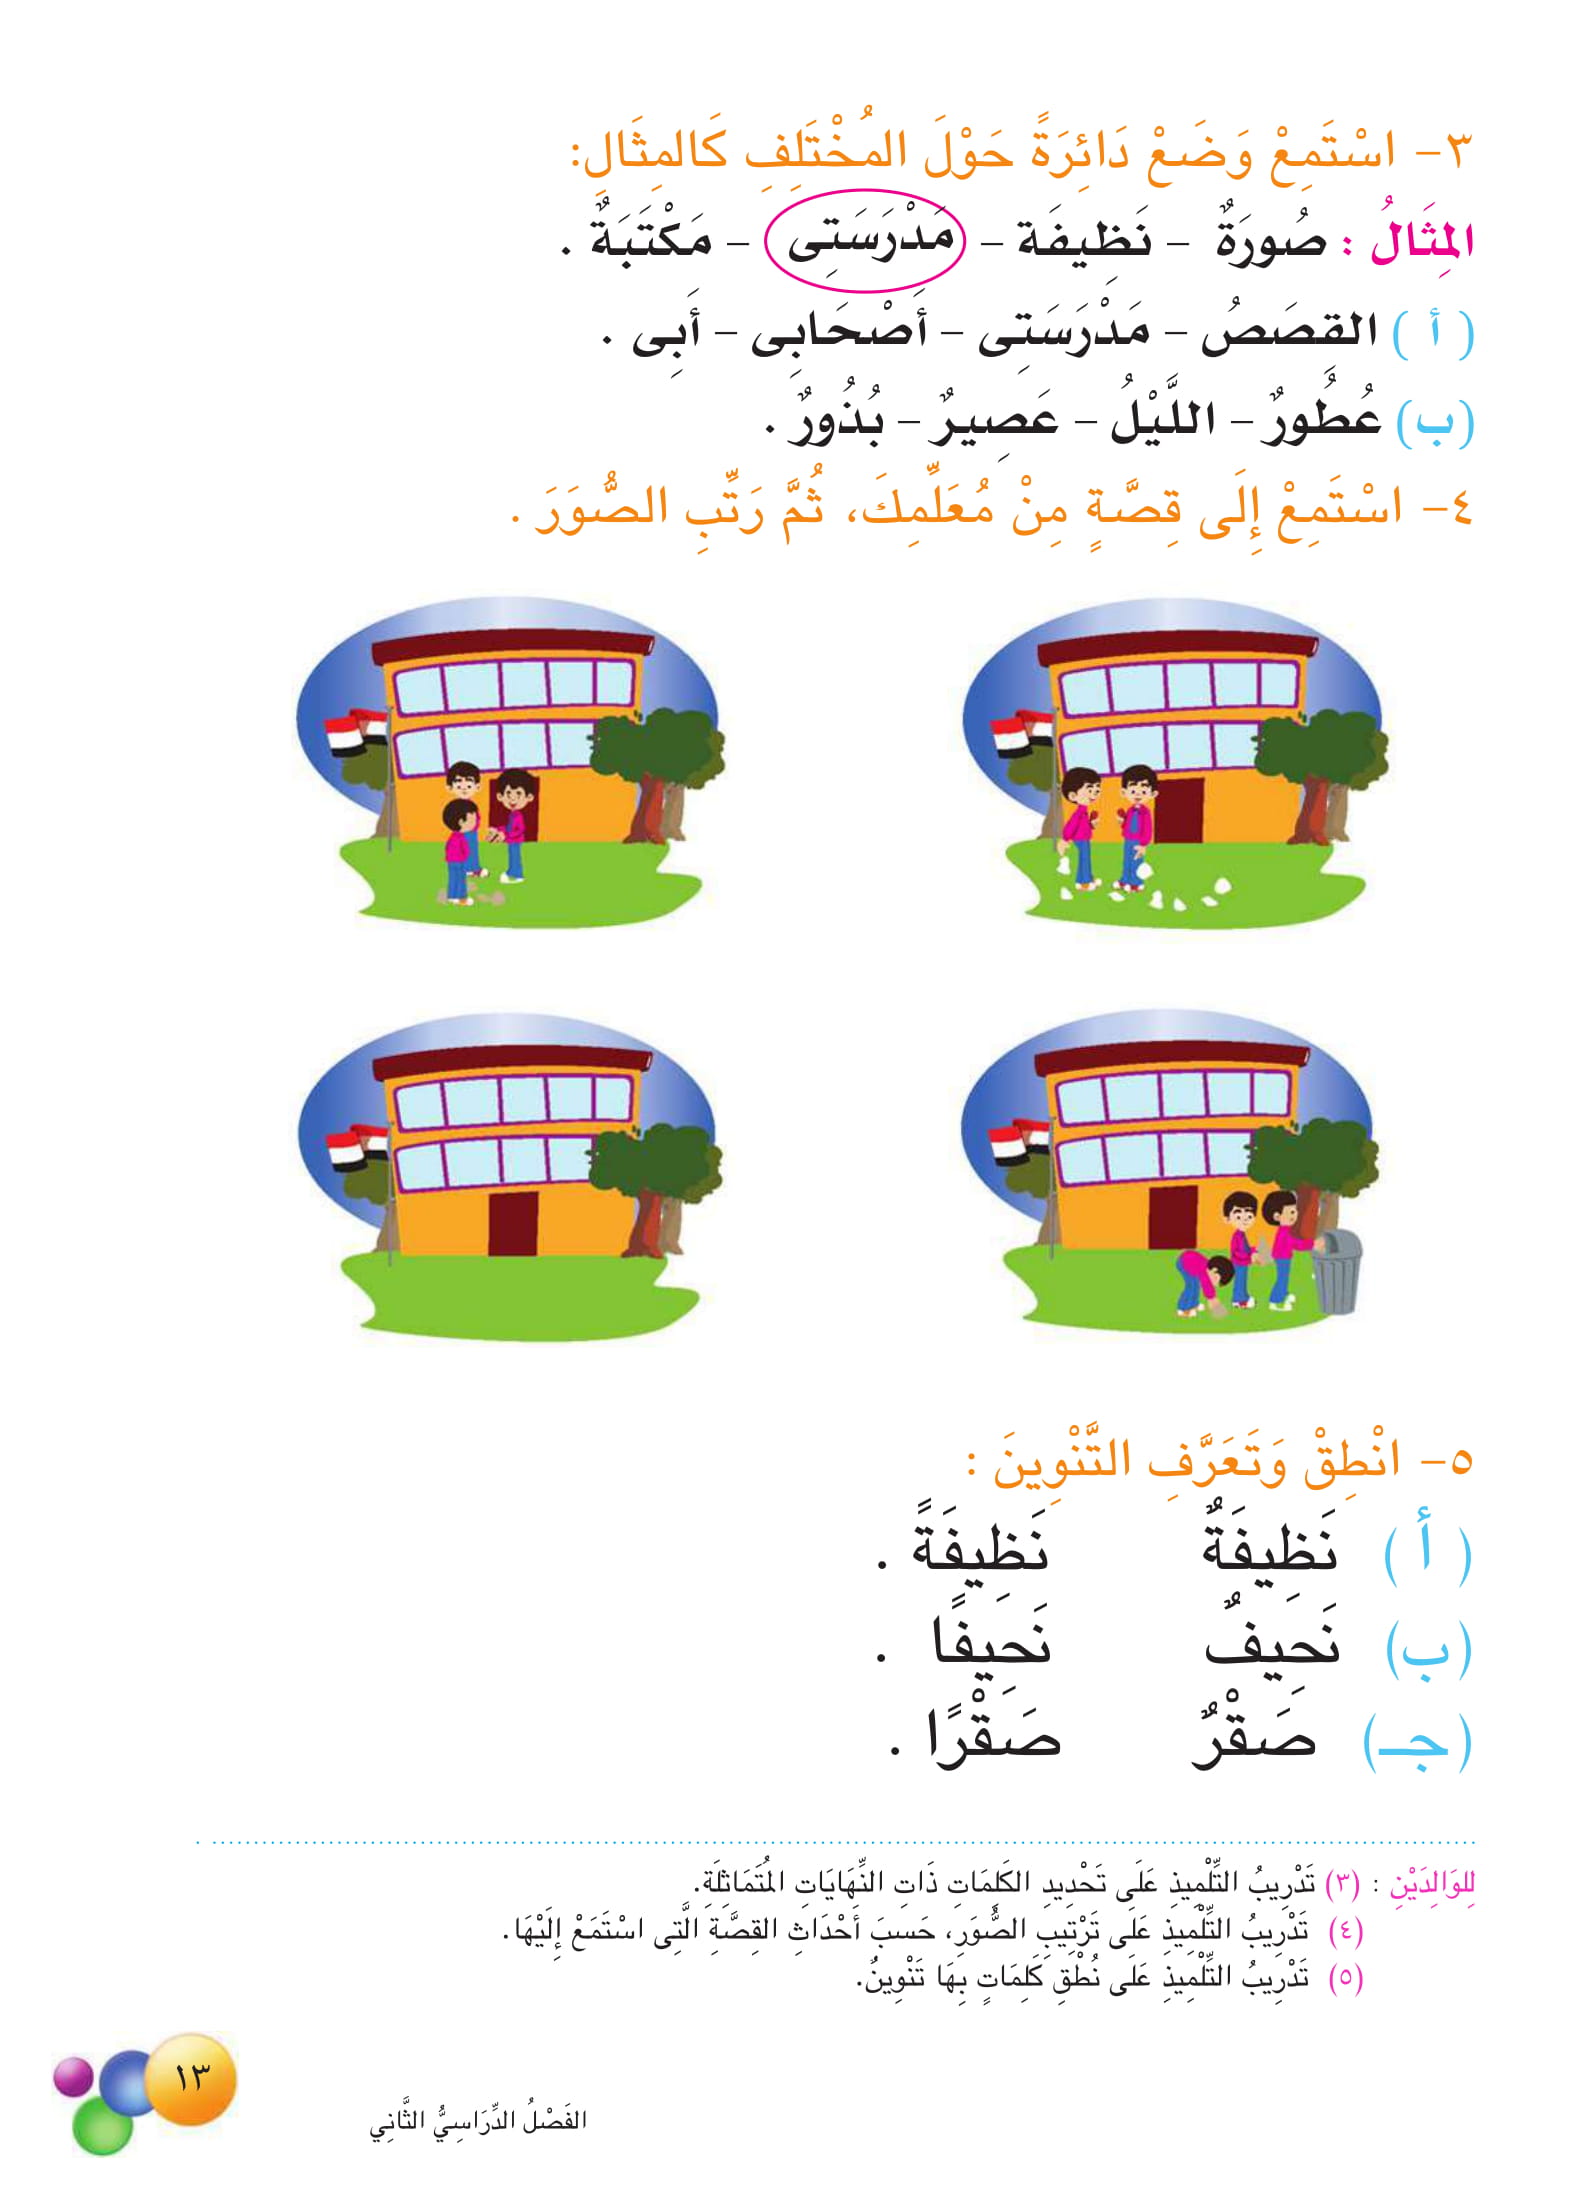 ٣- اسْتَمِعْ وَضَعْ دَائِرَةً حَوْلَ المُخْتَلِفِ كَالمِثَالِ:
المِثَالُ : صُورَةٌ - نَظِيفَة - مَدْرَسَتِى - مَكْتَبَةٌ .
( أ ) القِصَصُ - مَدْرَسَتِى - أَصْحَابِى - أَبِى .
(ب) عُطُورٌ - اللَّيْلُ - عَصِيرٌ - بُذُورٌ .
٤- اسْتَمِعْ إِلَى قِصَّةٍ مِنْ مُعَلِّمِكَ، ثُمَّ رَتِّبِ الصُّوَرَ .
٥- انْطِقْ وَتَعَرَّفِ التَّنْوِينَ :
( أ ) نَظِيفَةٌ نَظِيفَةً .
(ب) نَحِيفٌ نَحِيفًا .
(جـ) صَقْرٌ صَقْرًا .
لِلوَالِدَيْنِ : (٣) تَدْرِيبُ التِّلْمِيذِ عَلَى تَحْدِيدِ الكَلِمَاتِ ذَاتِ النِّهَايَاتِ المُتَمَاثِلَةِ.
(٤) تَدْرِيبُ التِّلْمِيذِ عَلَى تَرْتِيبِ الصُّوَرِ، حَسبَ أَحْدَاثِ القِصَّةِ الَّتِى اسْتَمَعْ إِلَيْهَا.
(٥) تَدْرِيبُ التِّلْمِيذِ عَلَى نُطْقِ كَلِمَاتٍ بِهَا تَنْوِينٌ.
١٣
الفَصْلُ الدِّرَاسِيُّ الثَّانِي